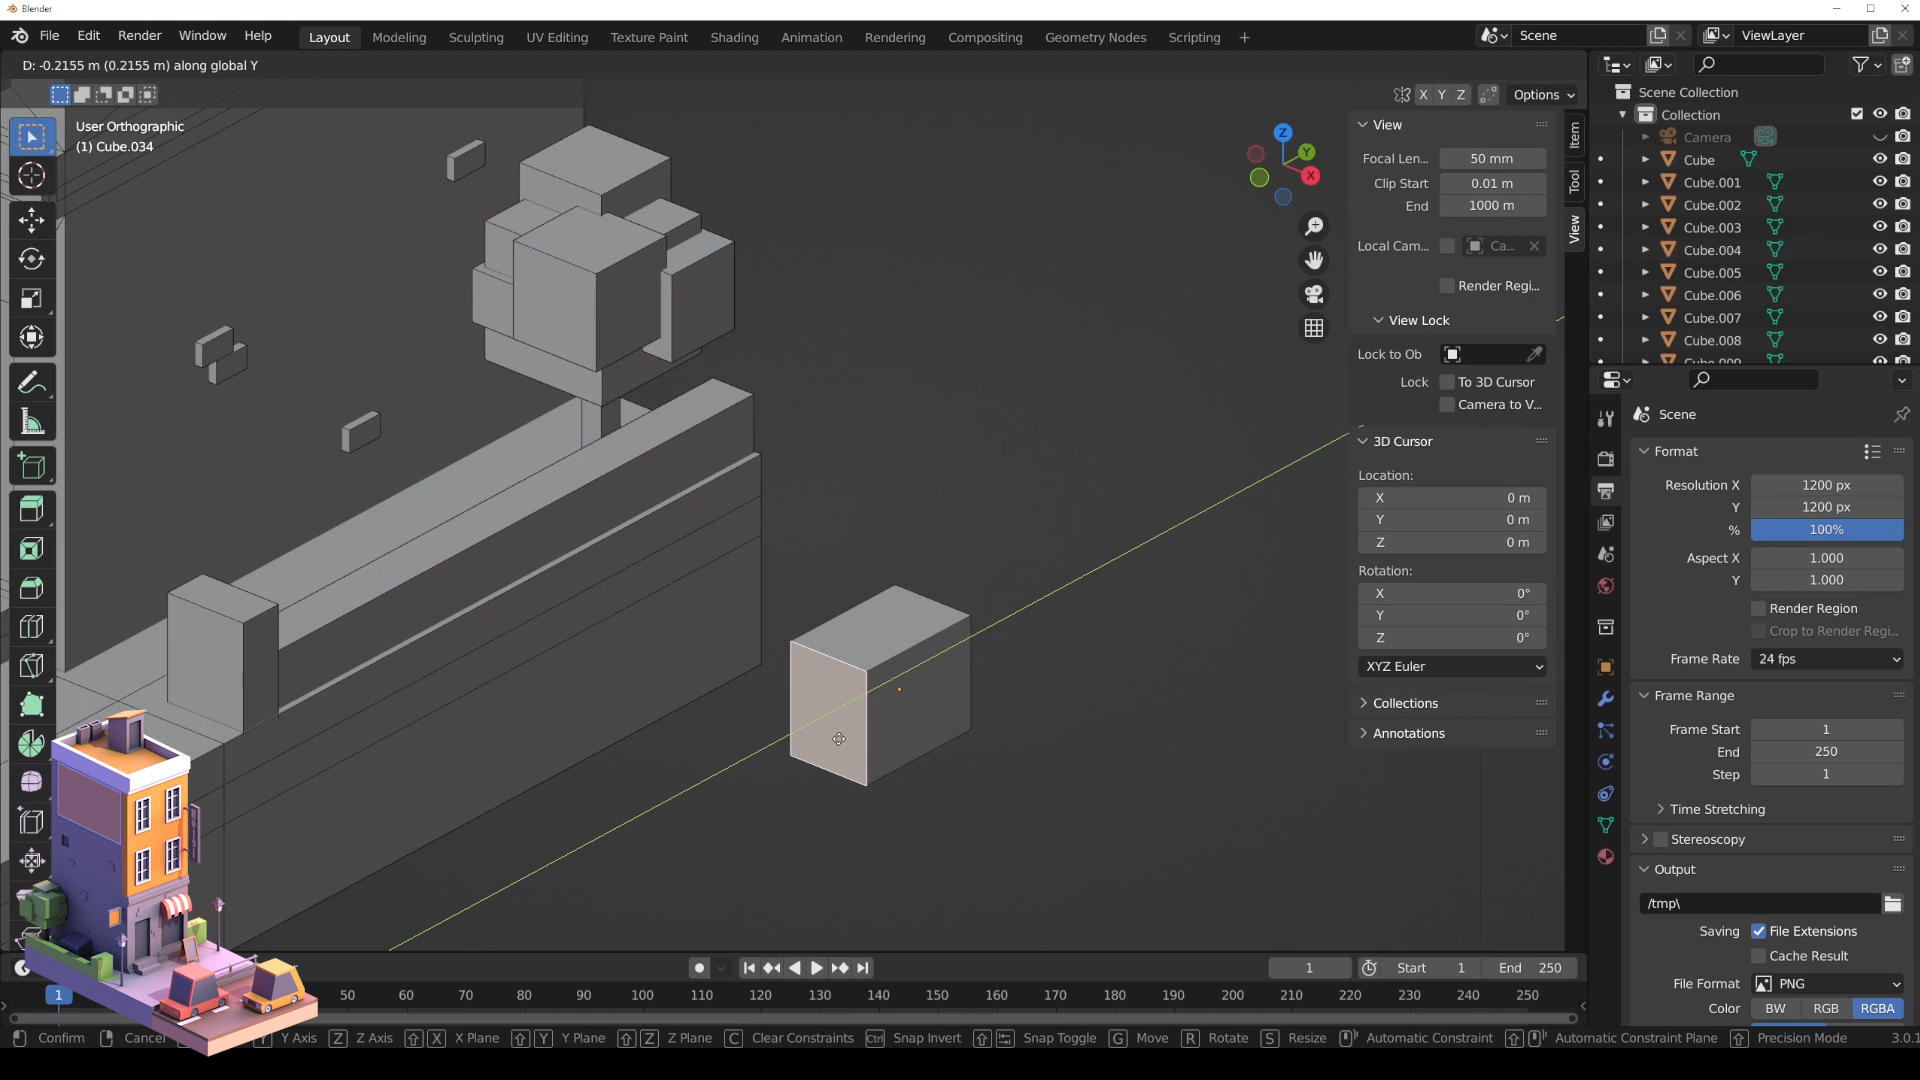 Blender
File Edit Render Window Help Layout Modeling Sculpting UV Editing Texture Paint Shading Animation Rendering Compositing Geometry Nodes Scripting + Scene ViewLayer
D: -0.2155 m (0.2155 m) along global Y
X Y Z Options
User Orthographic
(1) Cube.034
Z
Y
X
View
Focal Len... 50 mm
Clip Start 0.01 m
End 1000 m
Local Cam... Ca...
Render Regi...
View Lock
Lock to Ob
Lock To 3D Cursor
Camera to V...
3D Cursor
Location:
X 0 m
Y 0 m
Z 0 m
Rotation:
X 0°
Y 0°
Z 0°
XYZ Euler
Collections
Annotations
Item
Tool
View
Scene Collection
Collection
Camera
Cube
Cube.001
Cube.002
Cube.003
Cube.004
Cube.005
Cube.006
Cube.007
Cube.008
Cube.009
Scene
Format
Resolution X 1200 px
Y 1200 px
% 100%
Aspect X 1.000
Y 1.000
Render Region
Crop to Render Regi...
Frame Rate 24 fps
Frame Range
Frame Start 1
End 250
Step 1
Time Stretching
Stereoscopy
Output
/tmp\
Saving File Extensions
Cache Result
File Format PNG
Color BW RGB RGBA
1 Start 1 End 250
1 50 60 70 80 90 100 110 120 130 140 150 160 170 180 190 200 210 220 230 240 250
Confirm Cancel Y Y Axis Z Z Axis X X Plane Y Y Plane Z Z Plane C Clear Constraints Ctrl Snap Invert Snap Toggle G Move R Rotate S Resize Automatic Constraint Automatic Constraint Plane Precision Mode 3.0.1